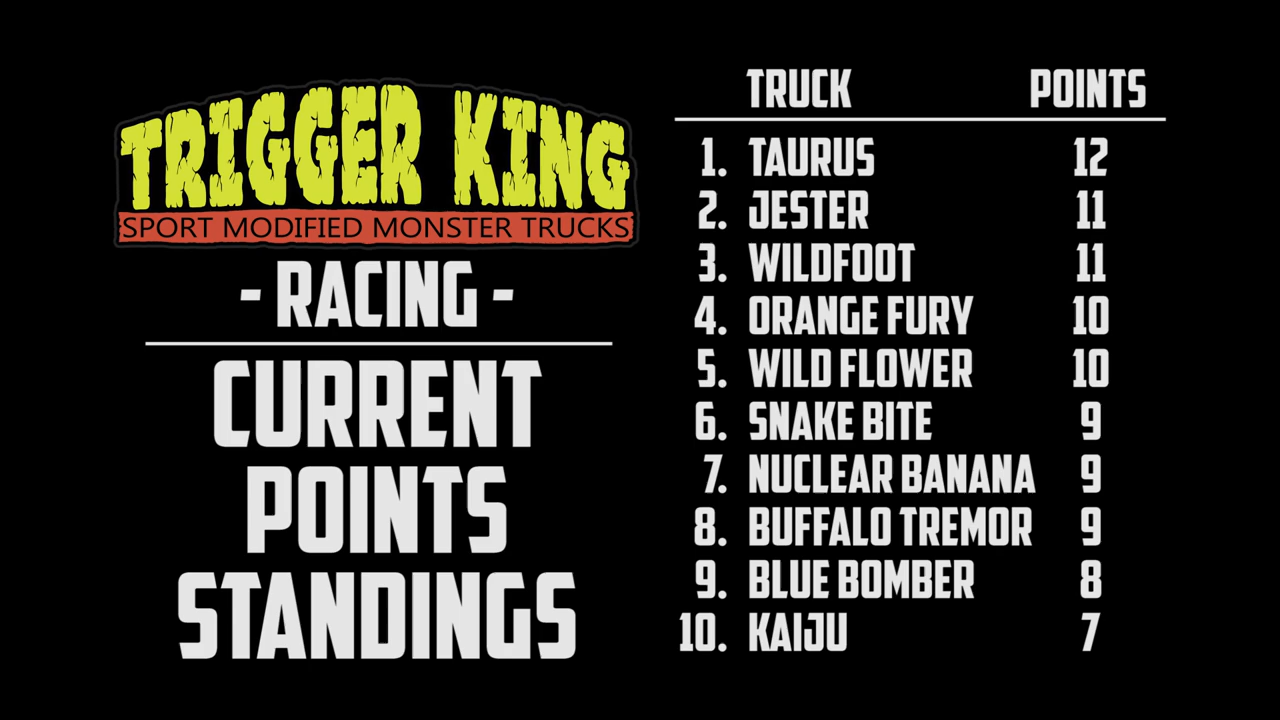 TRIGGER KING
SPORT MODIFIED MONSTER TRUCKS
- RACING -
CURRENT
POINTS
STANDINGS
TRUCK POINTS
1. TAURUS 12
2. JESTER 11
3. WILDFOOT 11
4. ORANGE FURY 10
5. WILD FLOWER 10
6. SNAKE BITE 9
7. NUCLEAR BANANA 9
8. BUFFALO TREMOR 9
9. BLUE BOMBER 8
10. KAIJU 7